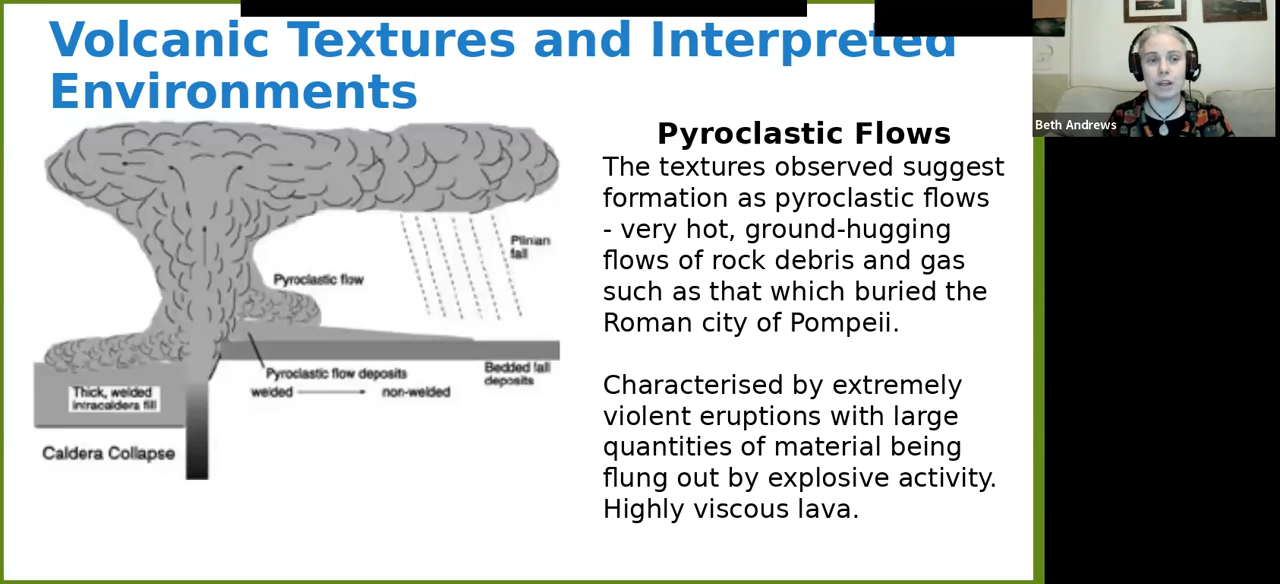 Volcanic Textures and Interpreted
Environments
Beth Andrews
Pyroclastic Flows
The textures observed suggest
formation as pyroclastic flows
- very hot, ground-hugging
flows of rock debris and gas
such as that which buried the
Roman city of Pompeii.
Characterised by extremely
violent eruptions with large
quantities of material being
flung out by explosive activity.
Highly viscous lava.
Plinian
fall
Pyroclastic flow
Bedded fall
deposits
Pyroclastic flow deposits
welded
non-welded
Thick, welded
intracaldera fill
Caldera Collapse